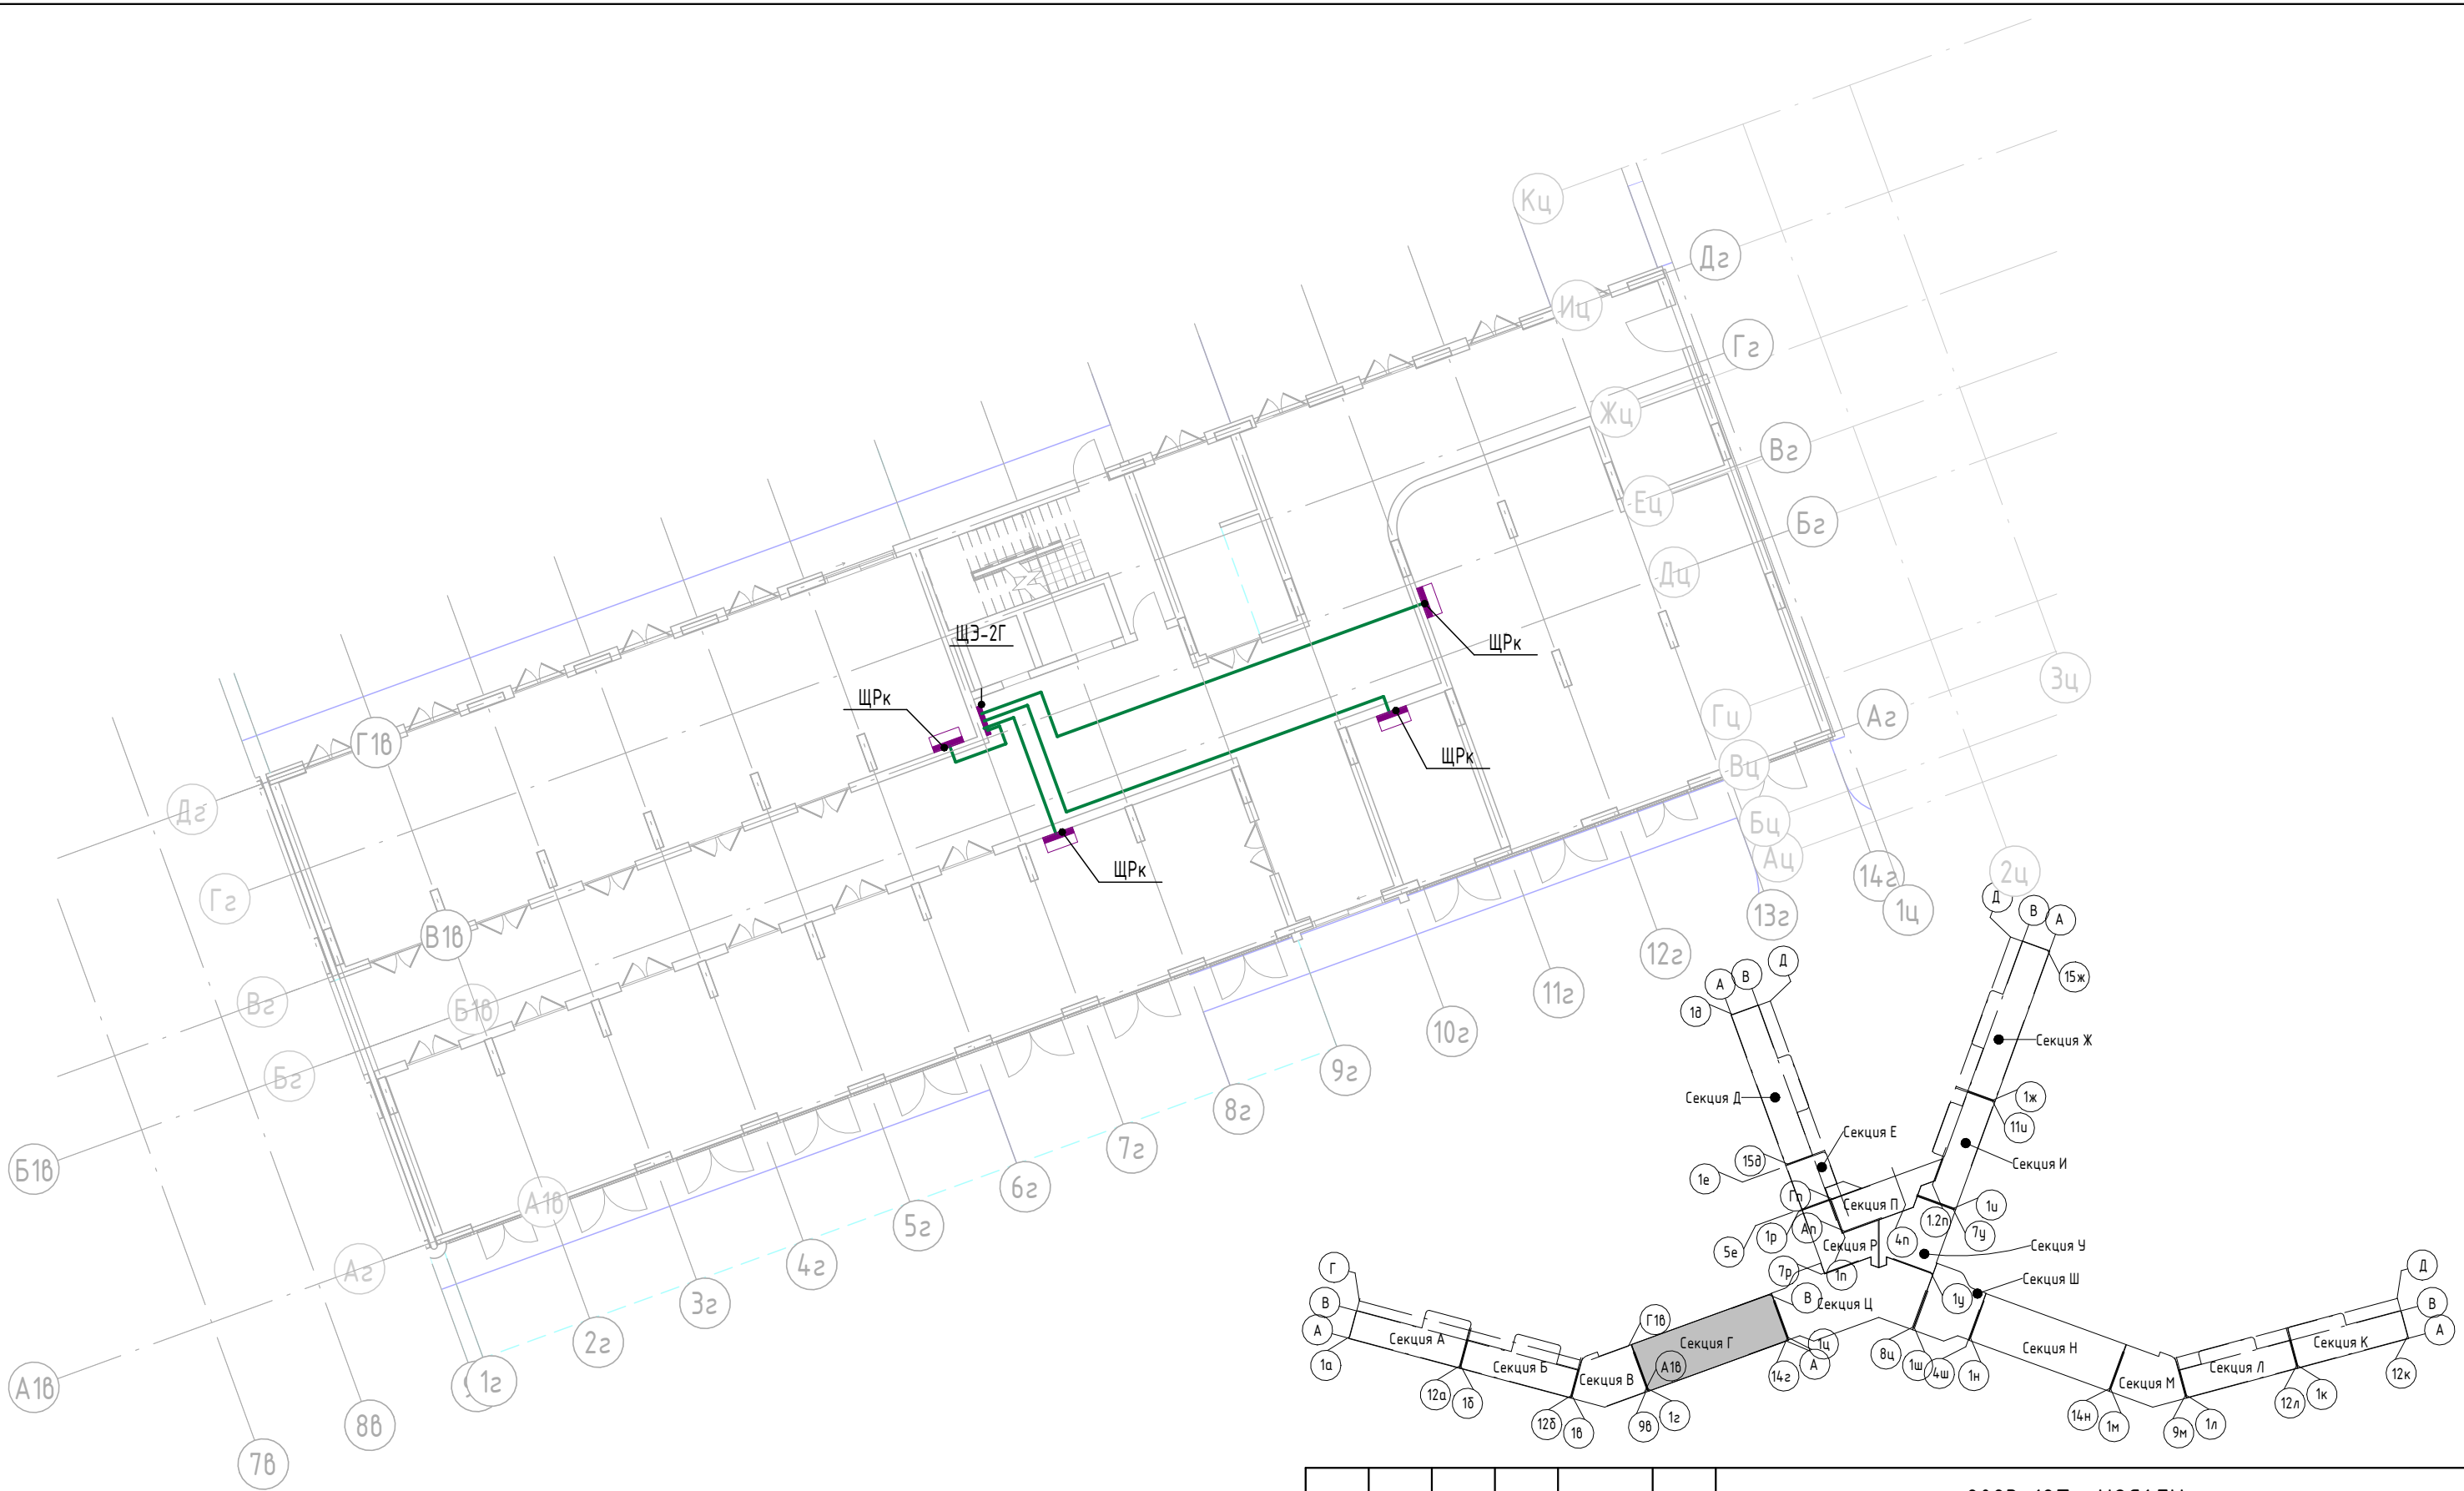 Кц
Дг
Иц
Гг
Жц
Вг
Ец
Бг
Дц
ЩЭ-2Г
ЩРк
ЩРк
3ц
ЩРк
Гц
Аг
Г1в
ЩРк
Вц
Дг
Бц
Ац
Гг
14г
2ц
1ц
13г
В1в
12г
Вг
Б1в
11г
10г
Бг
9г
8г
7г
Б1в
6г
А1в
5г
Аг
4г
3г
2г
1г
А1в
8в
7в
Д
В
А
Д
В
А
15ж
1д
Секция Ж
Секция Д
1ж
11и
Секция Е
15д
Секция И
1е
Гп
Секция П
1и
1.2п
7у
Ап
1р
4п
5е
Секция Р
Секция У
7р
1п
Секция Ш
1у
Г
В
А
Секция А
1а
Секция Б
12а
1б
Секция В
12б
1в
Г1в
Секция Г
А1в
9в
1г
В
Секция Ц
1ц
А
14г
8ц
1ш
4ш
1н
Секция Н
14н
1м
Секция М
9м
1л
Секция Л
12л
1к
Секция К
12к
Д
В
А